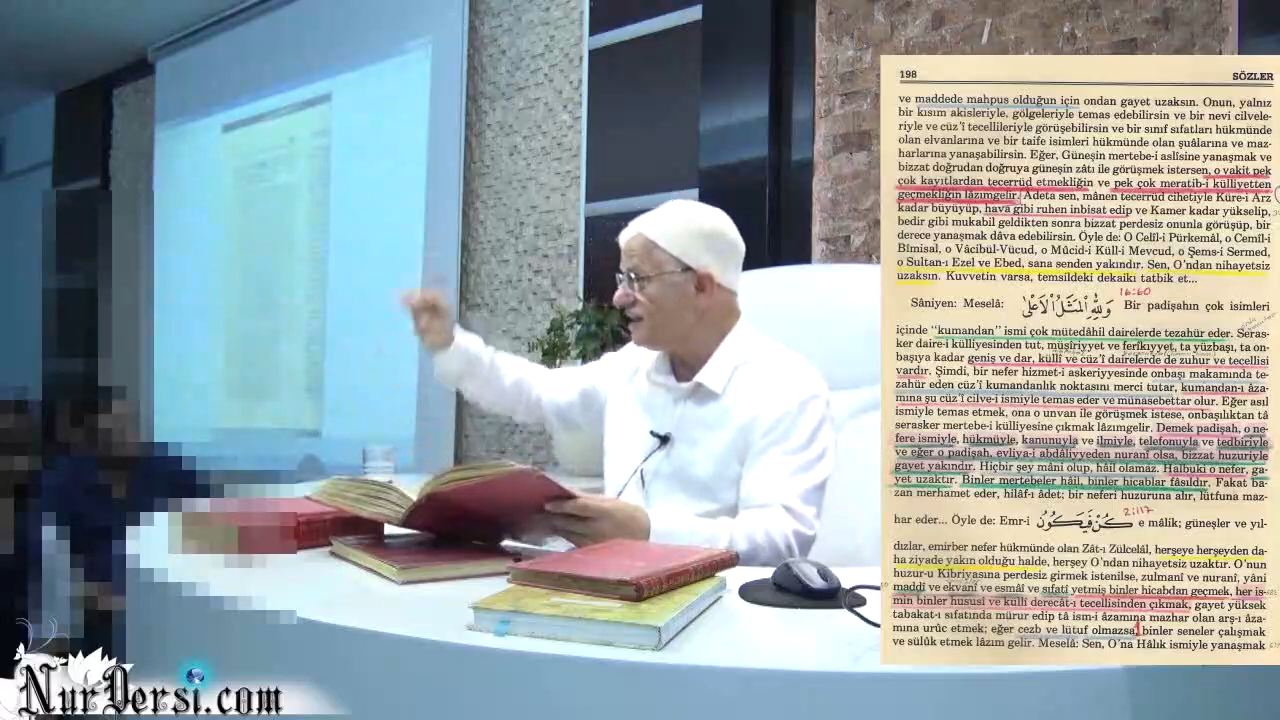 198 SÖZLER
ve maddede mahpus olduğun için ondan gayet uzaksın. Onun, yalnız
bir kısım akisleriyle, gölgeleriyle temas edebilirsin ve bir nevi cilvele-
riyle ve cüz'î tecellileriyle görüşebilirsin ve bir sınıf sıfatları hükmünde
olan elvanlarına ve bir taife isimleri hükmünde olan şuâlarına ve maz-
harlarına yanaşabilirsin. Eğer, Güneşin mertebe-i aslîsine yanaşmak ve
bizzat doğrudan doğruya güneşin zâtı ile görüşmek istersen, o vakit pek
çok kayıtlardan tecerrüd etmekliğin ve pek çok meratib-i külliyetten
geçmekliğin lâzımgelir. Âdeta sen, mânen tecerrüd cihetiyle Küre-i Arz
kadar büyüyüp, hava gibi ruhen inbisat edip ve Kamer kadar yükselip,
bedir gibi mukabil geldikten sonra bizzat perdesiz onunla görüşüp, bir
derece yanaşmak dâva edebilirsin. Öyle de: O Celîl-i Pürkemâl, o Cemîl-i
Bîmisal, o Vâcibül-Vücud, o Mûcid-i Küll-i Mevcud, o Şems-i Sermed,
o Sultan-ı Ezel ve Ebed, sana senden yakındır. Sen, O'ndan nihayetsiz
uzaksın. Kuvvetin varsa, temsildeki dekaikı tatbik et...
16:60
Sâniyen: Meselâ: وَلِلّٰهِ الْمَثَلُ الْاَعْلٰى Bir padişahın çok isimleri
içinde "kumandan" ismi çok mütedâhil dairelerde tezahür eder. Seras-
ker daire-i külliyesinden tut, müşîriyyet ve ferîkıyyet, ta yüzbaşı, ta on-
başıya kadar geniş ve dar, küllî ve cüz'î dairelerde de zuhur ve tecellisi
vardır. Şimdi, bir nefer hizmet-i askeriyyesinde onbaşı makamında te-
zahür eden cüz'î kumandanlık noktasını merci tutar, kumandan-ı âza-
mına şu cüz'î cilve-i ismiyle temas eder ve münasebettar olur. Eğer asıl
ismiyle temas etmek, ona o unvan ile görüşmek istese, onbaşılıktan tâ
serasker mertebe-i külliyesine çıkmak lâzımgelir. Demek padişah, o ne-
fere ismiyle, hükmüyle, kanunuyla ve ilmiyle, telefonuyla ve tedbiriyle
ve eğer o padişah, evliya-i abdâliyyeden nuranî olsa, bizzat huzuriyle
gayet yakındır. Hiçbir şey mâni olup, hâil olamaz. Halbuki o nefer, ga-
yet uzaktır. Binler mertebeler hâil, binler hicablar fâsıldır. Fakat ba-
zan merhamet eder, hilâf-ı âdet; bir neferi huzuruna alır, lütfuna maz-
2:117
har eder... Öyle de: Emr-i كُنْ فَيَكُونُ e mâlik; güneşler ve yıl-
dızlar, emirber nefer hükmünde olan Zât-ı Zülcelâl, herşeye herşeyden da-
ha ziyade yakın olduğu halde, herşey O'ndan nihayetsiz uzaktır. O'nun
huzur-u Kibriyasına perdesiz girmek istenilse, zulmanî ve nuranî, yâni
maddî ve ekvanî ve esmâî ve sıfatî yetmiş binler hicabdan geçmek, her is-
min binler hususî ve küllî derecât-ı tecellisinden çıkmak, gayet yüksek
tabakat-ı sıfatında mürur edip tâ ism-i âzamına mazhar olan arş-ı âza-
mına urûc etmek; eğer cezb ve lütuf olmazsa, binler seneler çalışmak
ve sülûk etmek lâzım gelir. Meselâ: Sen, O'na Hâlık ismiyle yanaşmak
NurDersi.com